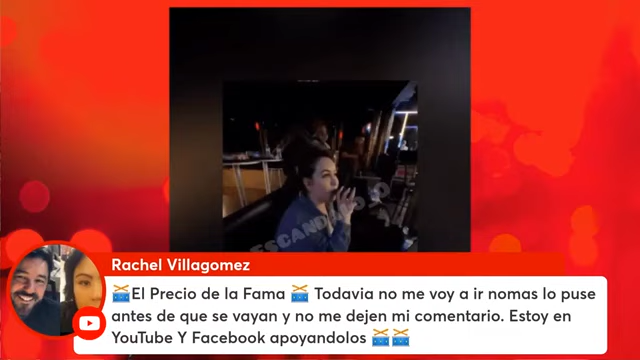 Rachel Villagomez
🥁El Precio de la Fama 🥁 Todavia no me voy a ir nomas lo puse
antes de que se vayan y no me dejen mi comentario. Estoy en
YouTube Y Facebook apoyandolos 🥁🥁